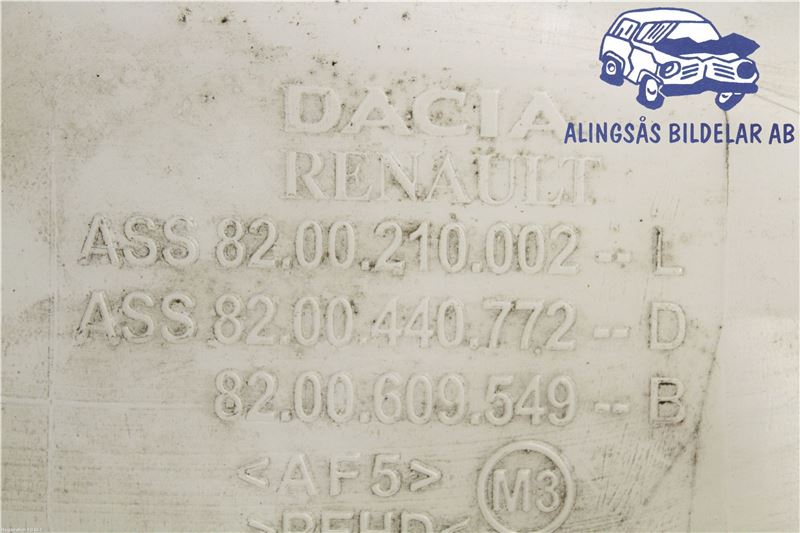 ALINGSÅS BILDELAR AB
DACIA
RENAULT
ASS 82.00.210.002 -- L
ASS 82.00.440.772 -- D
82.00.609.549 -- B
<AF5> M3
>PEHD<